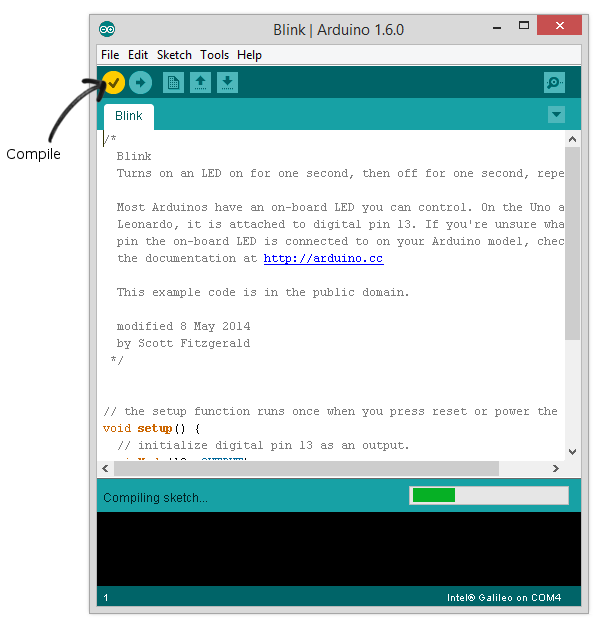 Blink | Arduino 1.6.0
File Edit Sketch Tools Help
Compile
Blink
/*
Blink
Turns on an LED on for one second, then off for one second, repe
Most Arduinos have an on-board LED you can control. On the Uno a
Leonardo, it is attached to digital pin 13. If you're unsure wha
pin the on-board LED is connected to on your Arduino model, chec
the documentation at http://arduino.cc
This example code is in the public domain.
modified 8 May 2014
by Scott Fitzgerald
*/
// the setup function runs once when you press reset or power the
void setup() {
// initialize digital pin 13 as an output.
Compiling sketch...
1
Intel® Galileo on COM4